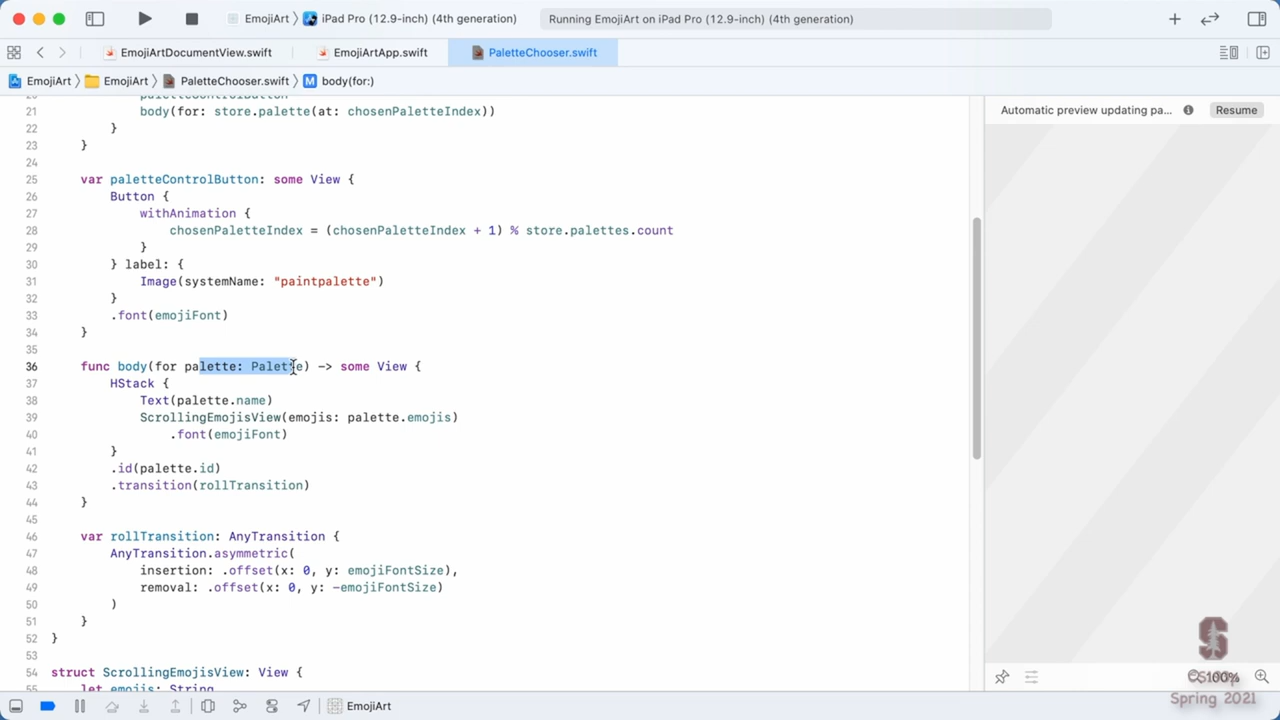 EmojiArt iPad Pro (12.9-inch) (4th generation) Running EmojiArt on iPad Pro (12.9-inch) (4th generation)
EmojiArtDocumentView.swift EmojiArtApp.swift PaletteChooser.swift
EmojiArt EmojiArt PaletteChooser.swift M body(for:)
Automatic preview updating pa... Resume
20 paletteControlButton
21 body(for: store.palette(at: chosenPaletteIndex))
22 }
23 }
24
25 var paletteControlButton: some View {
26 Button {
27 withAnimation {
28 chosenPaletteIndex = (chosenPaletteIndex + 1) % store.palettes.count
29 }
30 } label: {
31 Image(systemName: "paintpalette")
32 }
33 .font(emojiFont)
34 }
35
36 func body(for palette: Palette) -> some View {
37 HStack {
38 Text(palette.name)
39 ScrollingEmojisView(emojis: palette.emojis)
40 .font(emojiFont)
41 }
42 .id(palette.id)
43 .transition(rollTransition)
44 }
45
46 var rollTransition: AnyTransition {
47 AnyTransition.asymmetric(
48 insertion: .offset(x: 0, y: emojiFontSize),
49 removal: .offset(x: 0, y: -emojiFontSize)
50 )
51 }
52 }
53
54 struct ScrollingEmojisView: View {
55 let emojis: String
100%
Spring 2021
EmojiArt